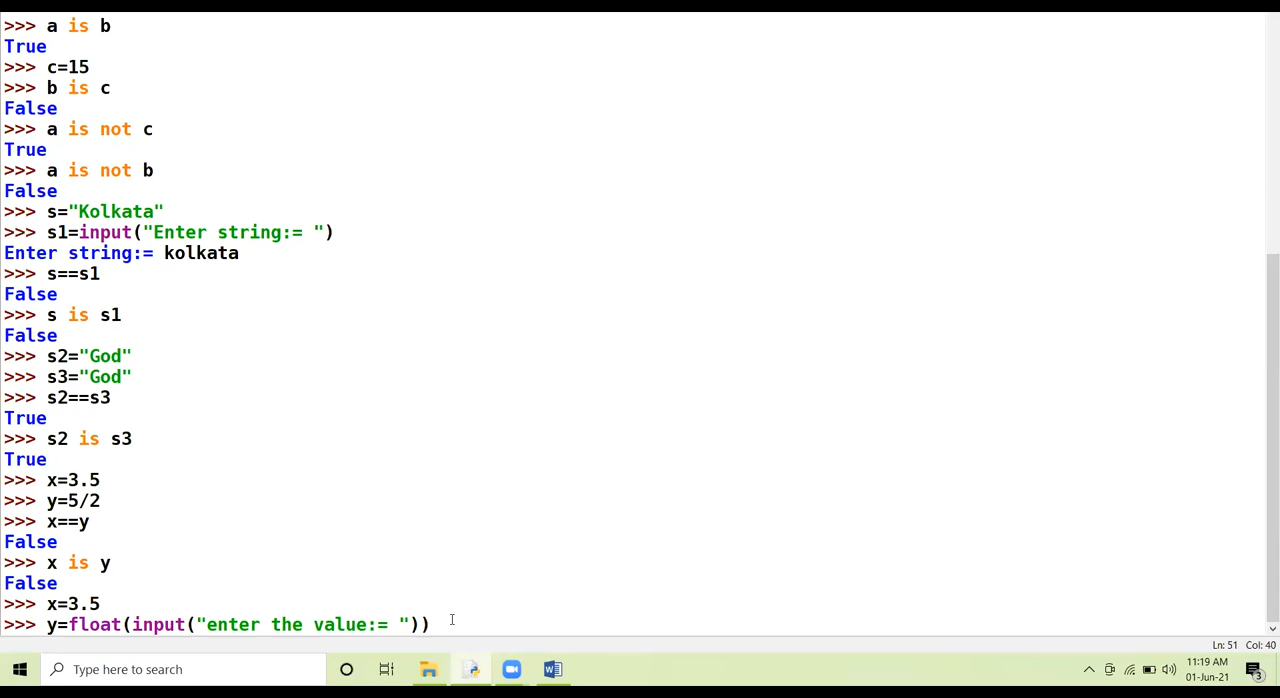 >>> a is b
True
>>> c=15
>>> b is c
False
>>> a is not c
True
>>> a is not b
False
>>> s="Kolkata"
>>> s1=input("Enter string:= ")
Enter string:= kolkata
>>> s==s1
False
>>> s is s1
False
>>> s2="God"
>>> s3="God"
>>> s2==s3
True
>>> s2 is s3
True
>>> x=3.5
>>> y=5/2
>>> x==y
False
>>> x is y
False
>>> x=3.5
>>> y=float(input("enter the value:= "))
Ln: 51 Col: 40
Type here to search
11:19 AM
01-Jun-21
3